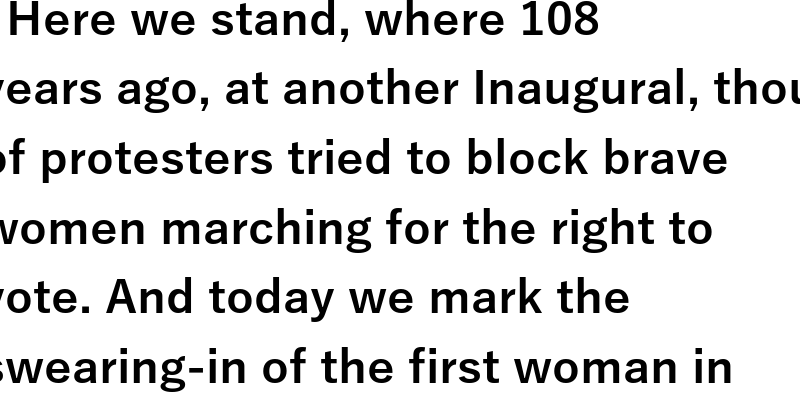 Here we stand, where 108
years ago, at another Inaugural, thou
of protesters tried to block brave
women marching for the right to
vote. And today we mark the
swearing-in of the first woman in